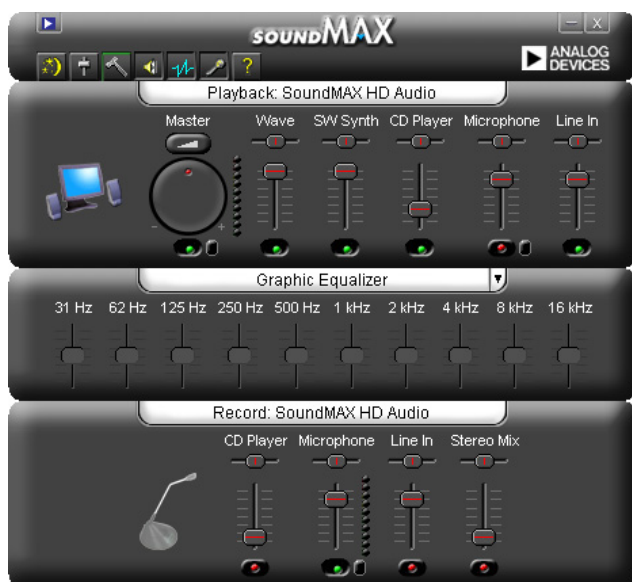 SOUNDMAX
ANALOG
DEVICES
?
Playback: SoundMAX HD Audio
Master Wave SW Synth CD Player Microphone Line In
- +
Graphic Equalizer
31 Hz 62 Hz 125 Hz 250 Hz 500 Hz 1 kHz 2 kHz 4 kHz 8 kHz 16 kHz
Record: SoundMAX HD Audio
CD Player Microphone Line In Stereo Mix